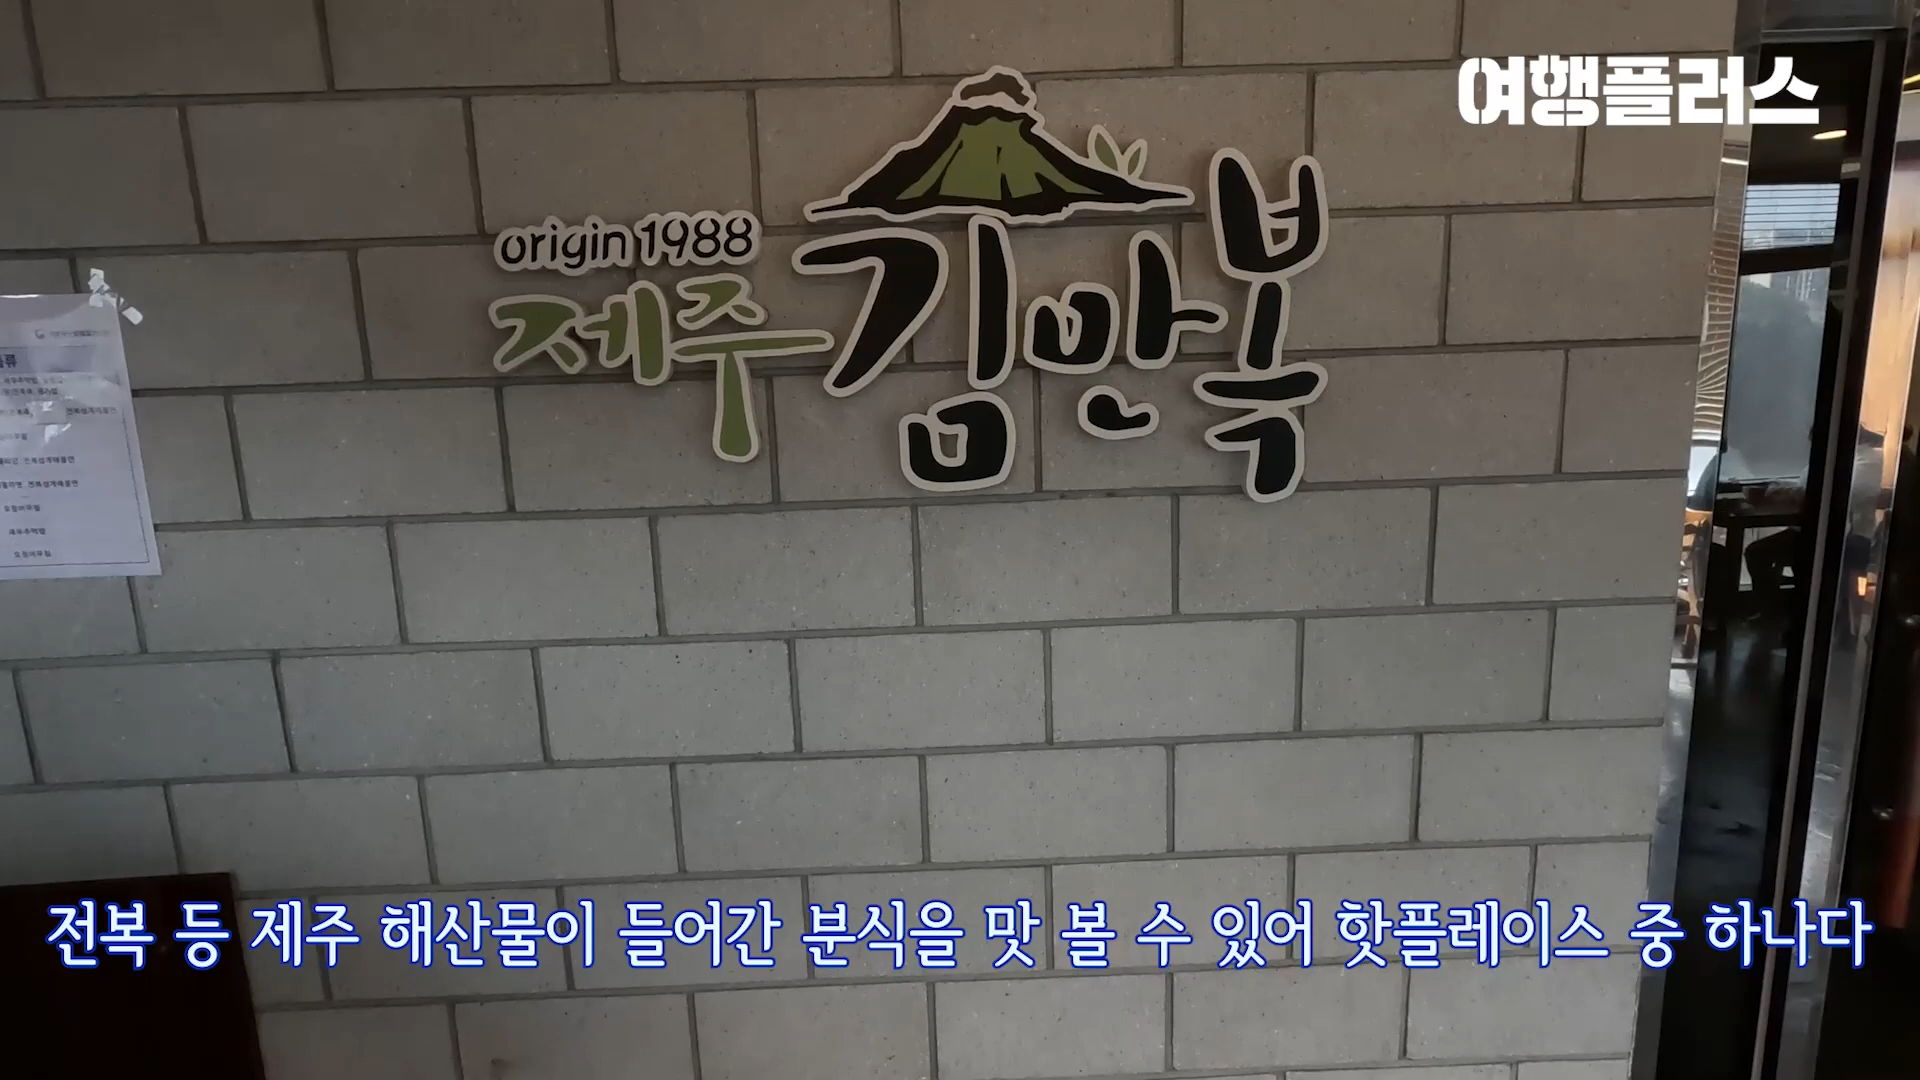 여행플러스
origin 1988
제주 김만복
전복 등 제주 해산물이 들어간 분식을 맛 볼 수 있어 핫플레이스 중 하나다